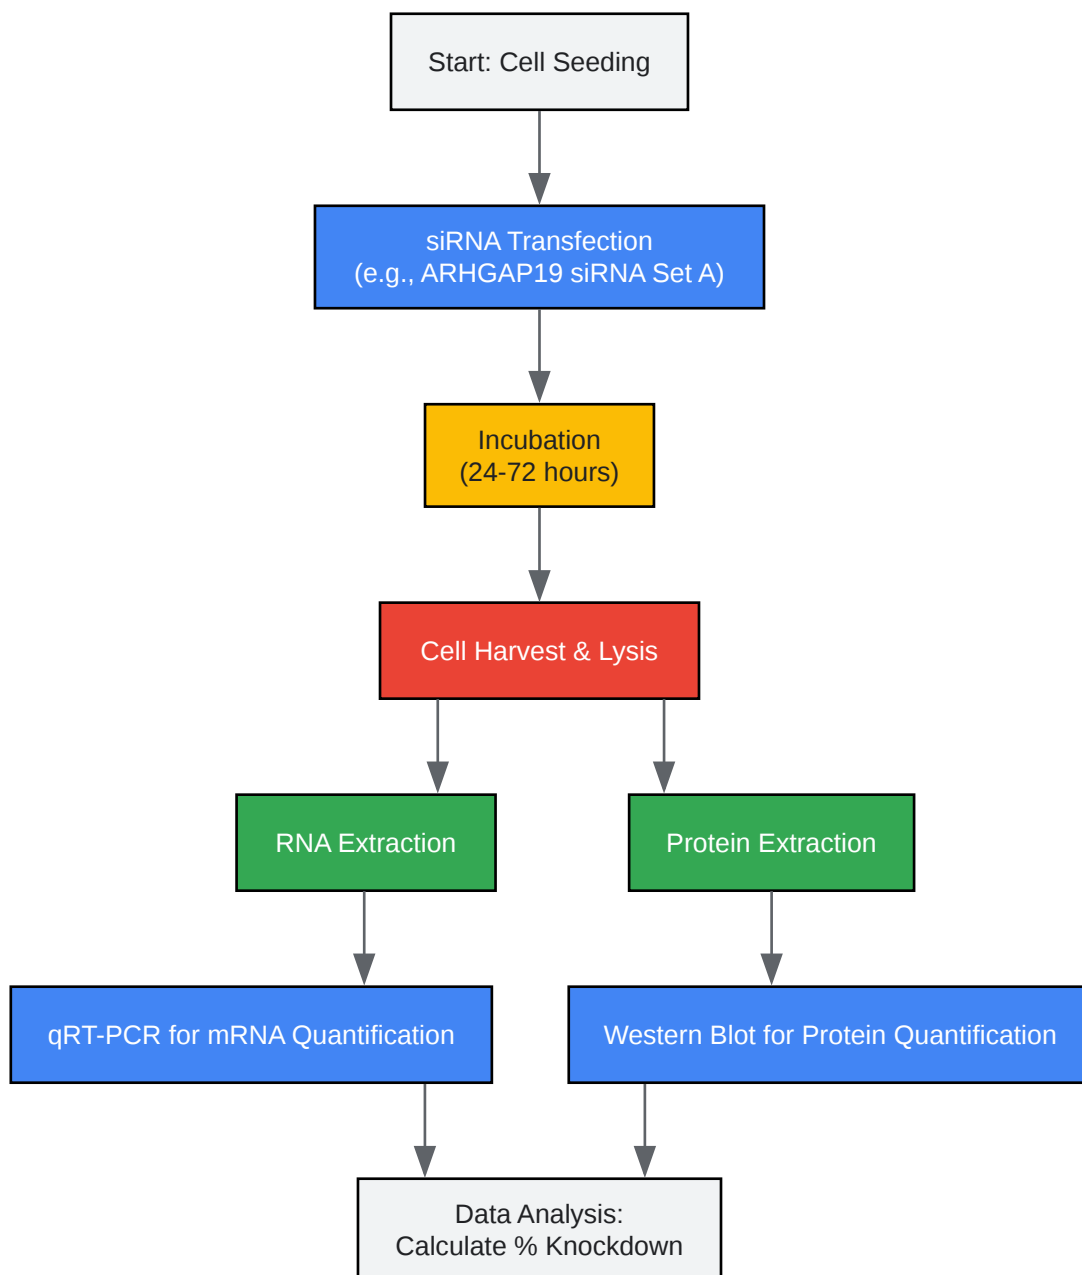 Start: Cell Seeding
siRNA Transfection
(e.g., ARHGAP19 siRNA Set A)
Incubation
(24-72 hours)
Cell Harvest & Lysis
RNA Extraction
Protein Extraction
qRT-PCR for mRNA Quantification
Western Blot for Protein Quantification
Data Analysis:
Calculate % Knockdown